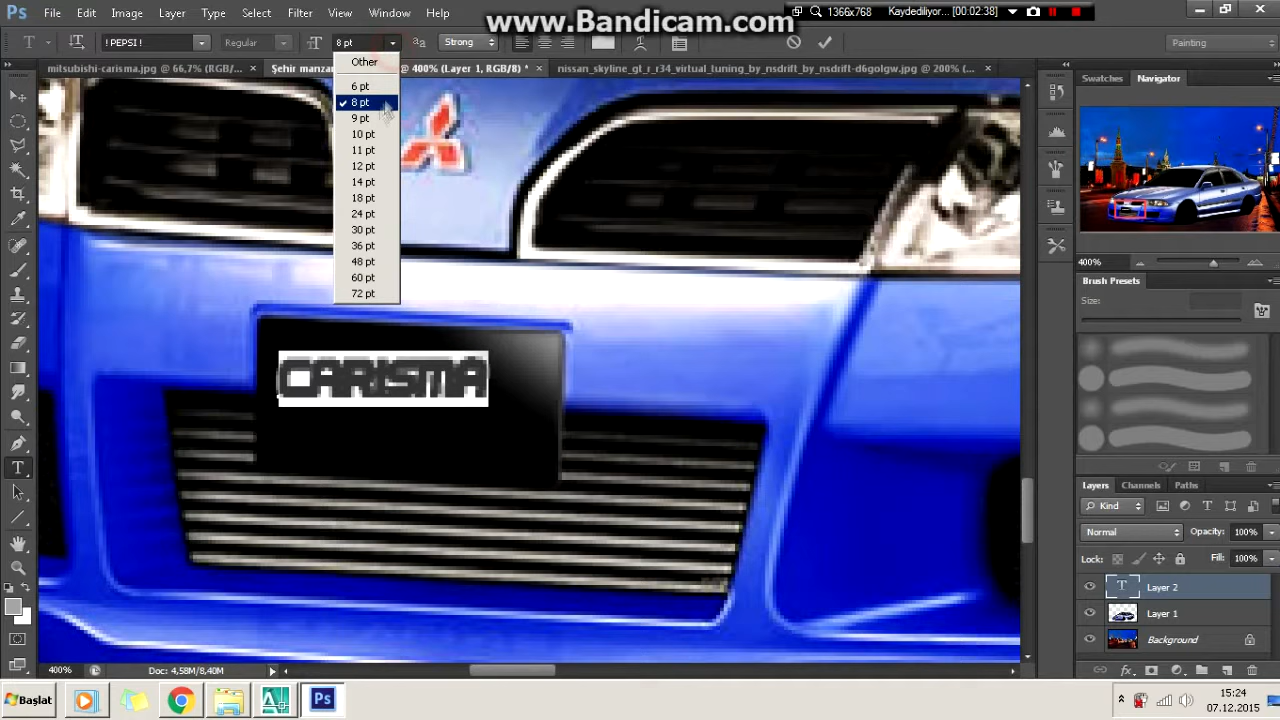 www.Bandicam.com
1366x768 Kaydediliyor... [00:02:38]
Ps File Edit Image Layer Type Select Filter 3D View Window Help
T ! PEPSI ! Regular 8 pt aa Strong Painting
mitsubishi-carisma.jpg @ 66,7% (RGB/... × Şehir manzar @ 400% (Layer 1, RGB/8) * × nissan_skyline_gt_r_r34_virtual_tuning_by_nsdrift_by_nsdrift-d6golgw.jpg @ 200% (... ×
Other
6 pt
8 pt
9 pt
10 pt
11 pt
12 pt
14 pt
18 pt
24 pt
30 pt
36 pt
48 pt
60 pt
72 pt
CARISMA
Swatches Navigator
400%
Brush Presets
Size:
Layers Channels Paths
Kind
Normal Opacity: 100%
Lock: Fill: 100%
T Layer 2
Layer 1
Background
400% Doc: 4,58M/8,40M
Başlat Ps 15:24
07.12.2015